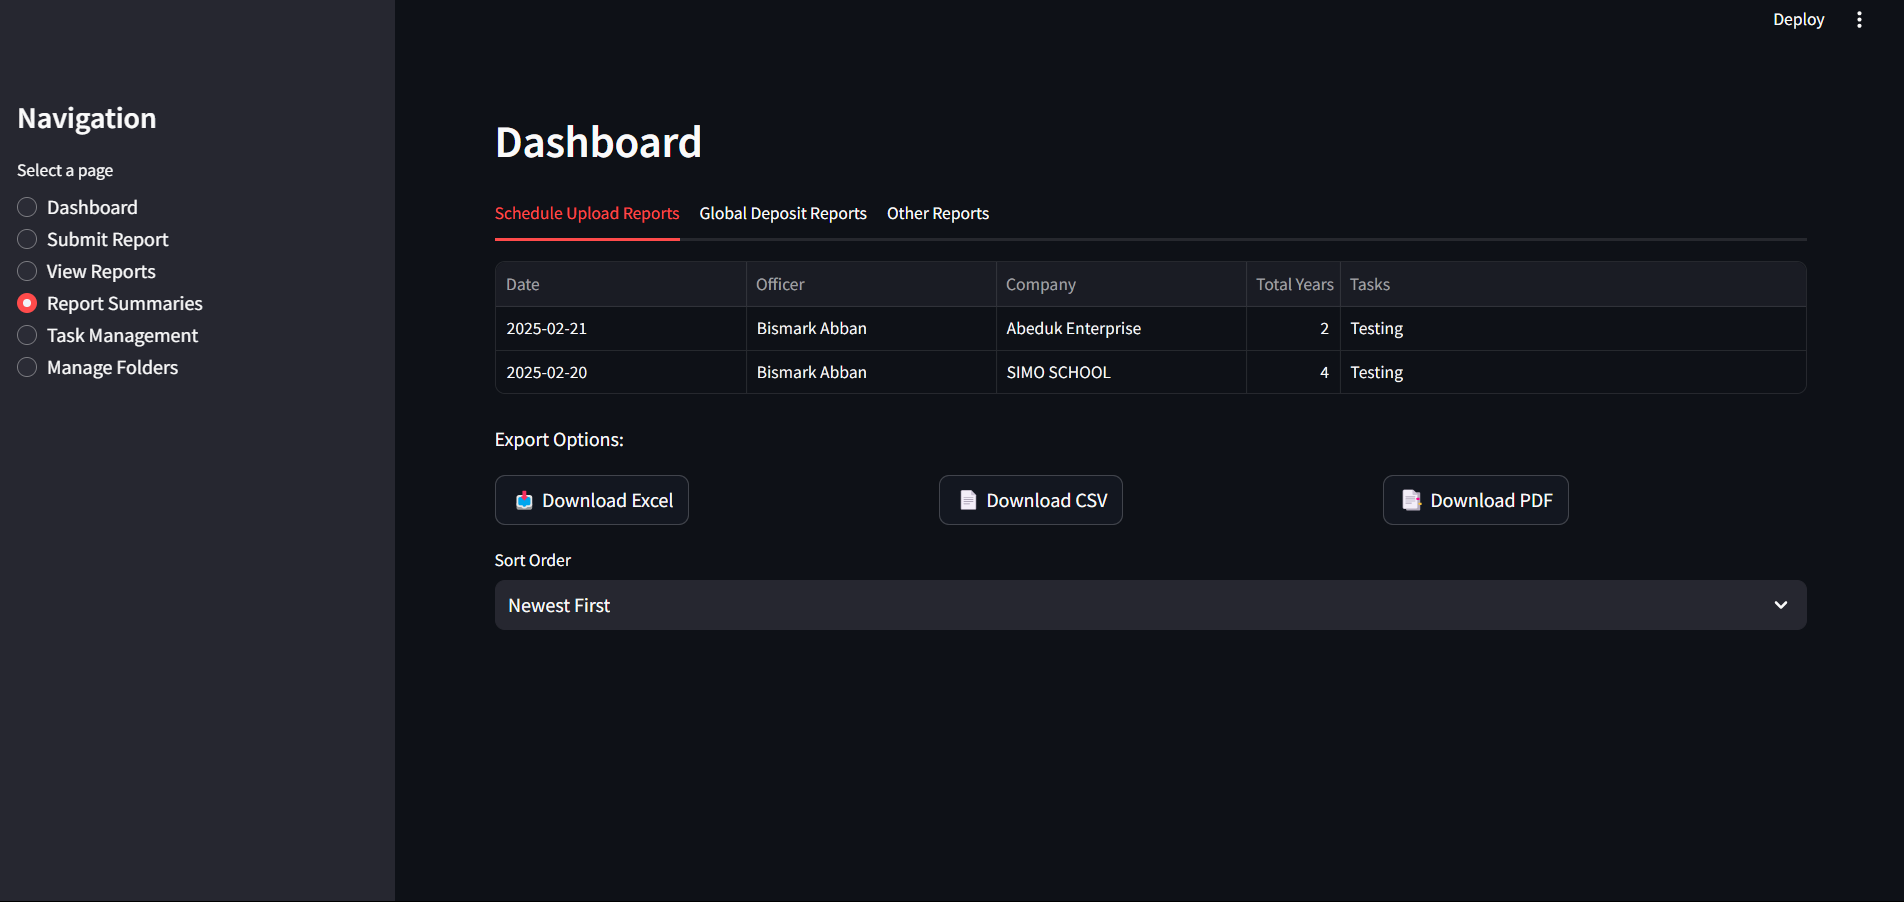 Deploy
Navigation
Select a page
Dashboard
Submit Report
View Reports
Report Summaries
Task Management
Manage Folders
Dashboard
Schedule Upload Reports Global Deposit Reports Other Reports
Date Officer Company Total Years Tasks
2025-02-21 Bismark Abban Abeduk Enterprise 2 Testing
2025-02-20 Bismark Abban SIMO SCHOOL 4 Testing
Export Options:
Download Excel Download CSV Download PDF
Sort Order
Newest First